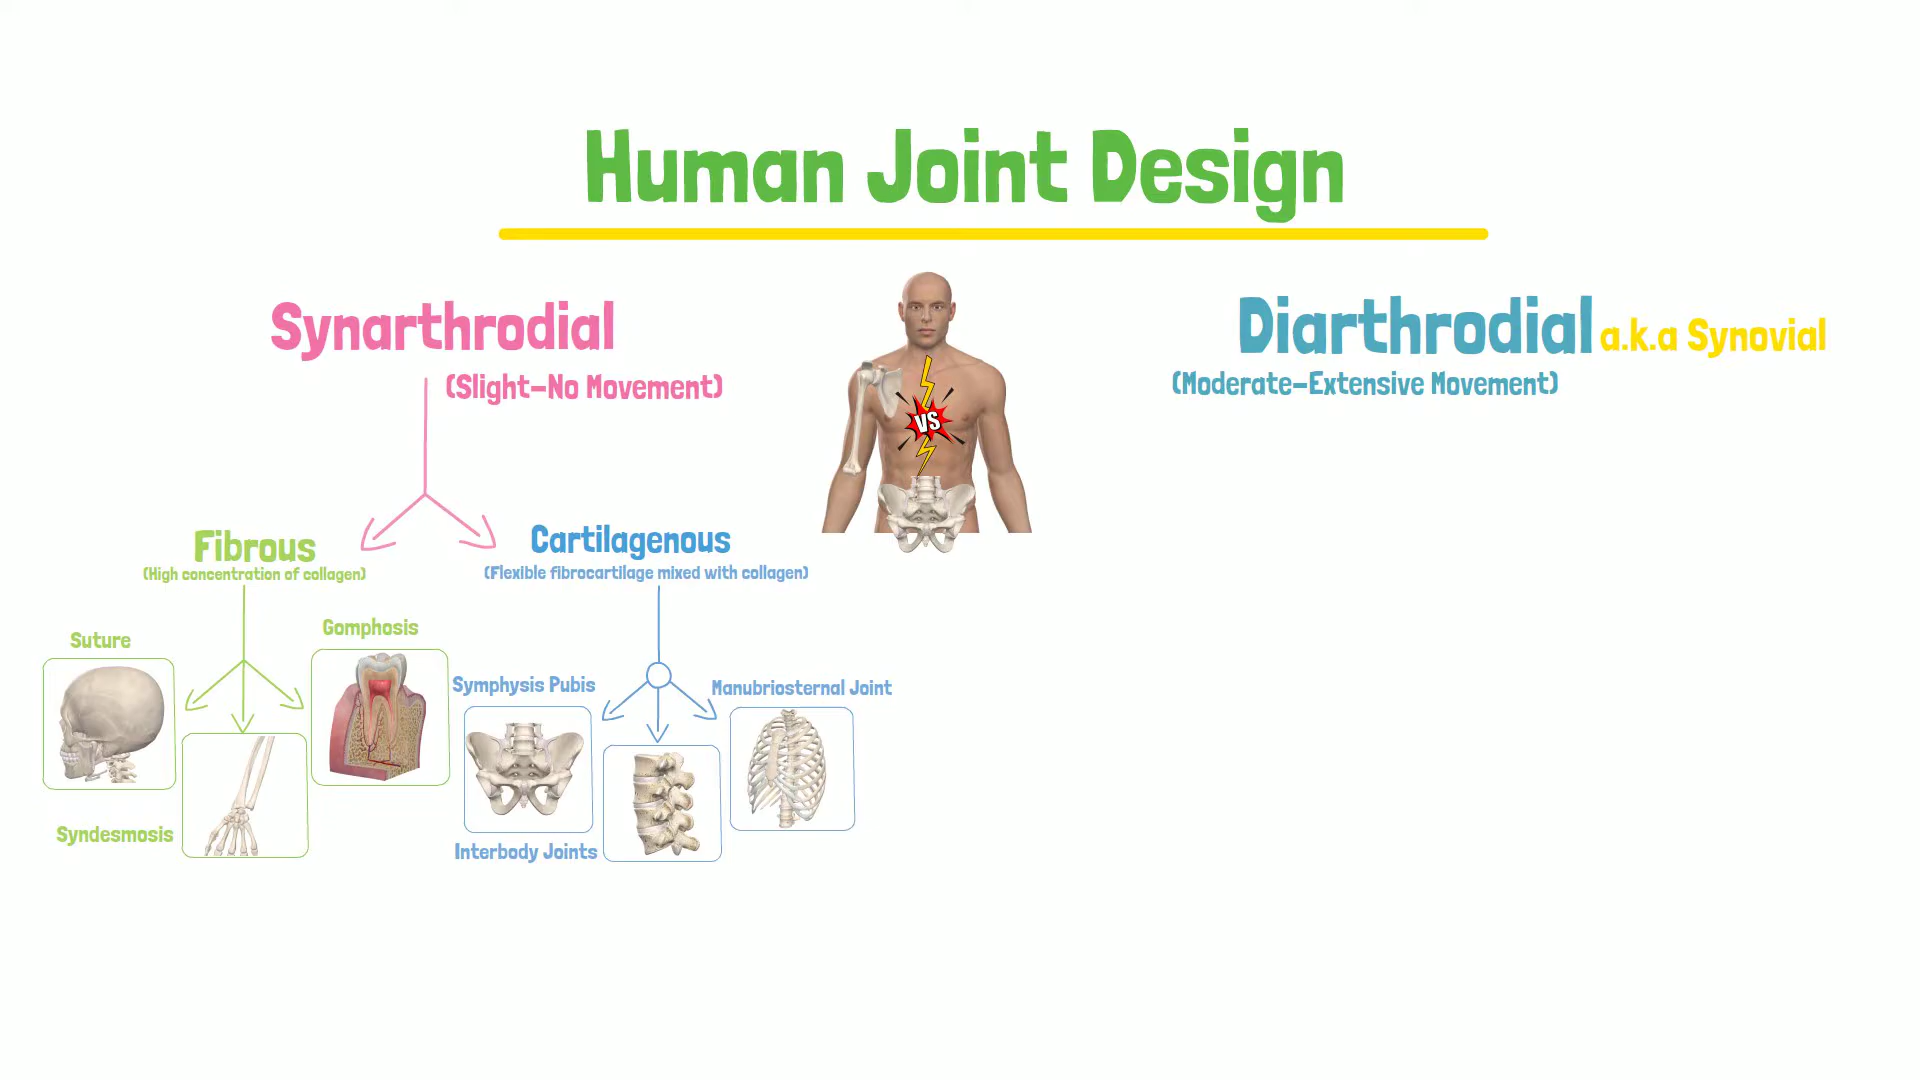 Human Joint Design
Synarthrodial
(Slight-No Movement)
VS
Diarthrodial a.k.a Synovial
(Moderate-Extensive Movement)
Fibrous
(High concentration of collagen)
Cartilagenous
(Flexible fibrocartilage mixed with collagen)
Suture
Gomphosis
Syndesmosis
Symphysis Pubis
Manubriosternal Joint
Interbody Joints